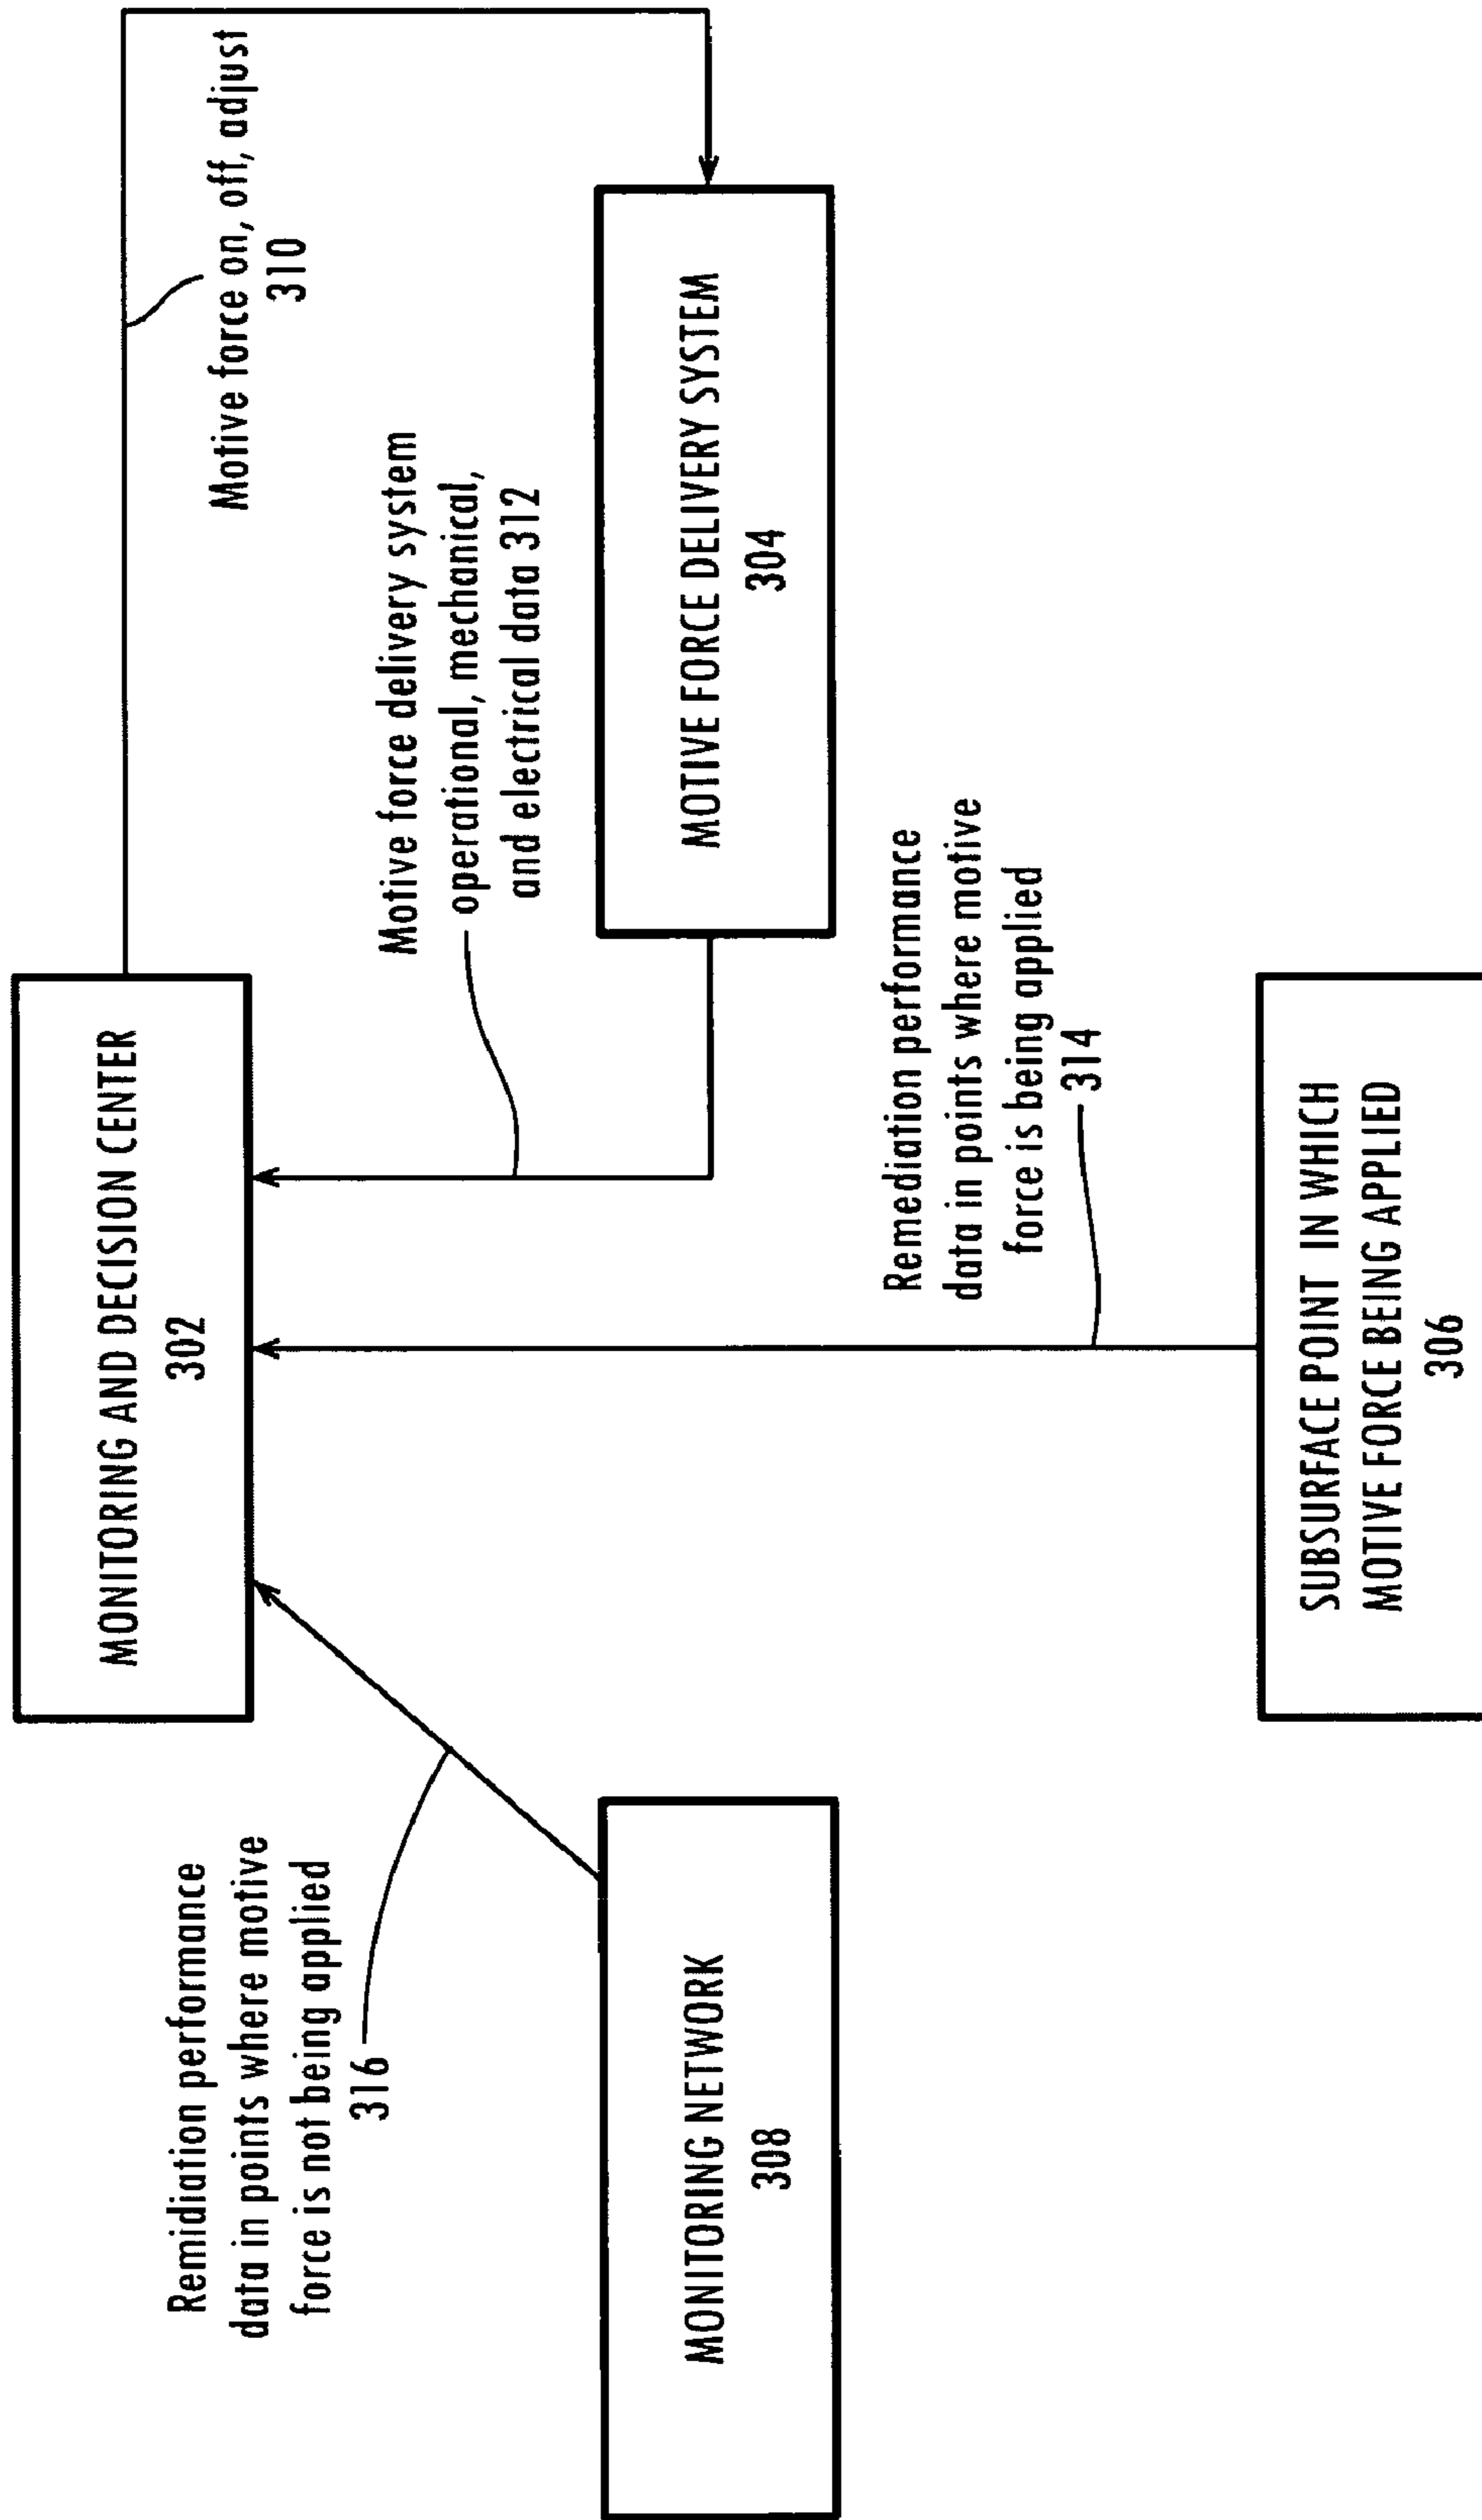 MONITORING AND DECISION CENTER
302
Motive force on, off, adjust
310
Remidiation performance
data in points where motive
force is not being applied
316
Motive force delivery system
operational, mechanical,
and electrical data 312
MONITORING NETWORK
308
MOTIVE FORCE DELIVERY SYSTEM
304
Remediation performance
data in points where motive
force is being applied
314
SUBSURFACE POINT IN WHICH
MOTIVE FORCE BEING APPLIED
306